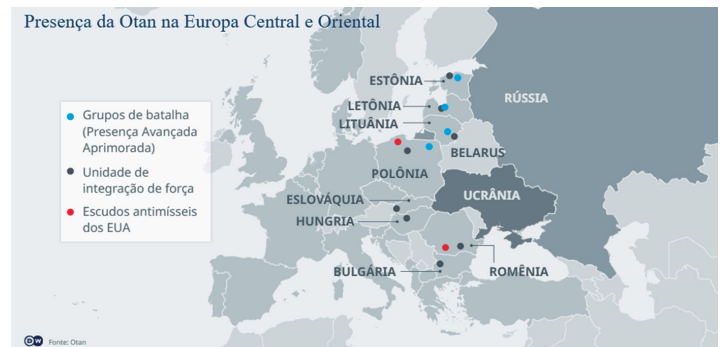 Presença da Otan na Europa Central e Oriental
ESTÔNIA
RÚSSIA
LETÔNIA
LITUÂNIA
Grupos de batalha
(Presença Avançada
Aprimorada)
BELARUS
Unidade de
integração de força
POLÔNIA
UCRÂNIA
ESLOVÁQUIA
Escudos antimísseis
dos EUA
HUNGRIA
BULGÁRIA
ROMÊNIA
DW Fonte: Otan